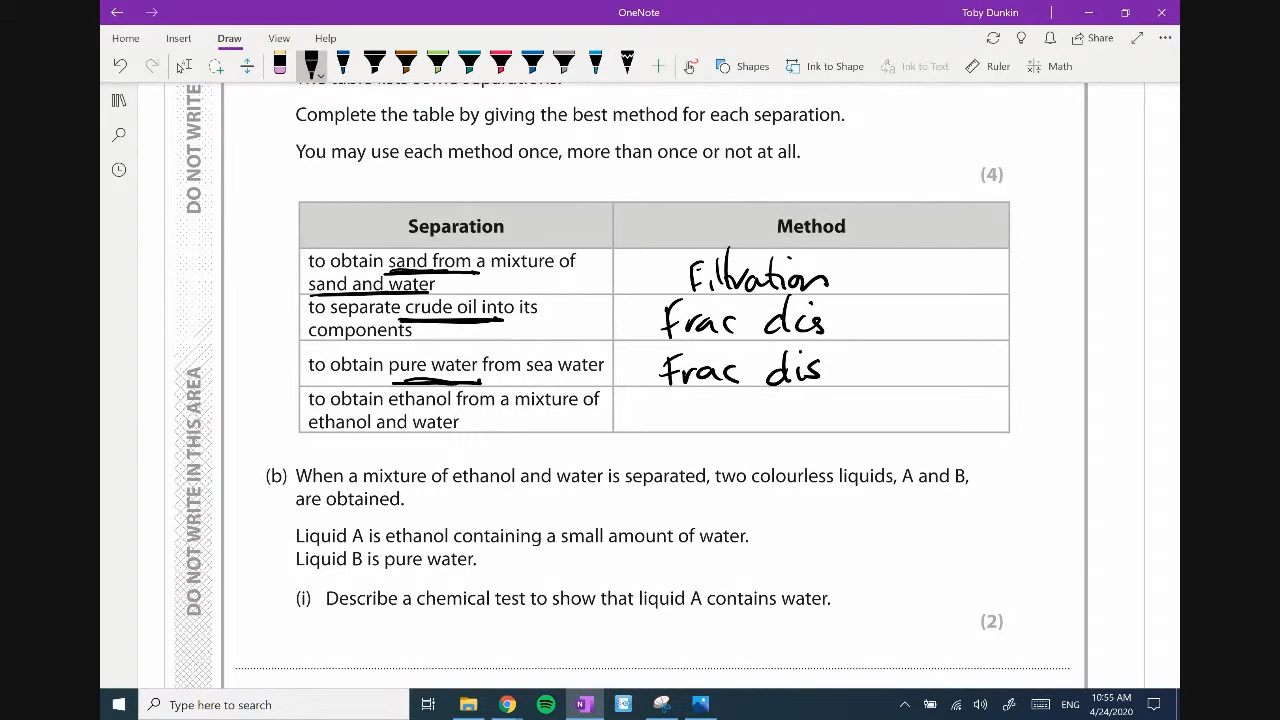 OneNote
Toby Dunkin
Home Insert Draw View Help
Share
Shapes Ink to Shape Ink to Text Ruler Math
Complete the table by giving the best method for each separation.
You may use each method once, more than once or not at all.
(4)
Separation Method
to obtain sand from a mixture of
sand and water
Filtration
to separate crude oil into its
components
frac dis
to obtain pure water from sea water
frac dis
to obtain ethanol from a mixture of
ethanol and water
(b) When a mixture of ethanol and water is separated, two colourless liquids, A and B,
are obtained.
Liquid A is ethanol containing a small amount of water.
Liquid B is pure water.
(i) Describe a chemical test to show that liquid A contains water.
(2)
DO NOT WRITE
DO NOT WRITE IN THIS AREA
Type here to search
ENG
10:55 AM
4/24/2020